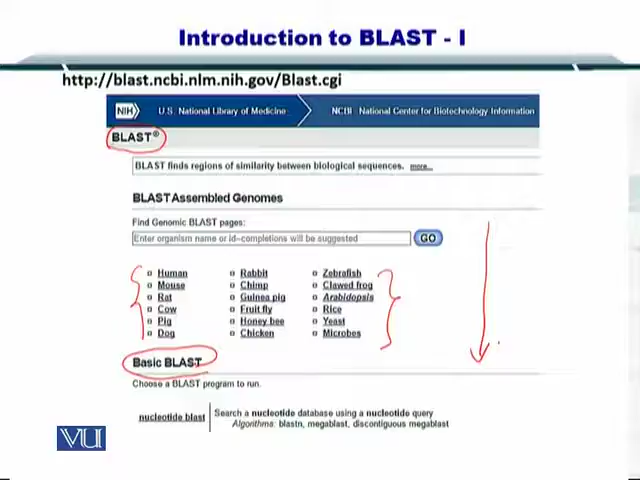 Introduction to BLAST - I
http://blast.ncbi.nlm.nih.gov/Blast.cgi
NIH U.S. National Library of Medicine NCBI National Center for Biotechnology Information
BLAST®
BLAST finds regions of similarity between biological sequences. more...
BLAST Assembled Genomes
Find Genomic BLAST pages:
Enter organism name or id--completions will be suggested GO
Human Rabbit Zebrafish
Mouse Chimp Clawed frog
Rat Guinea pig Arabidopsis
Cow Fruit fly Rice
Pig Honey bee Yeast
Dog Chicken Microbes
Basic BLAST
Choose a BLAST program to run.
nucleotide blast Search a nucleotide database using a nucleotide query
Algorithms: blastn, megablast, discontiguous megablast
VU